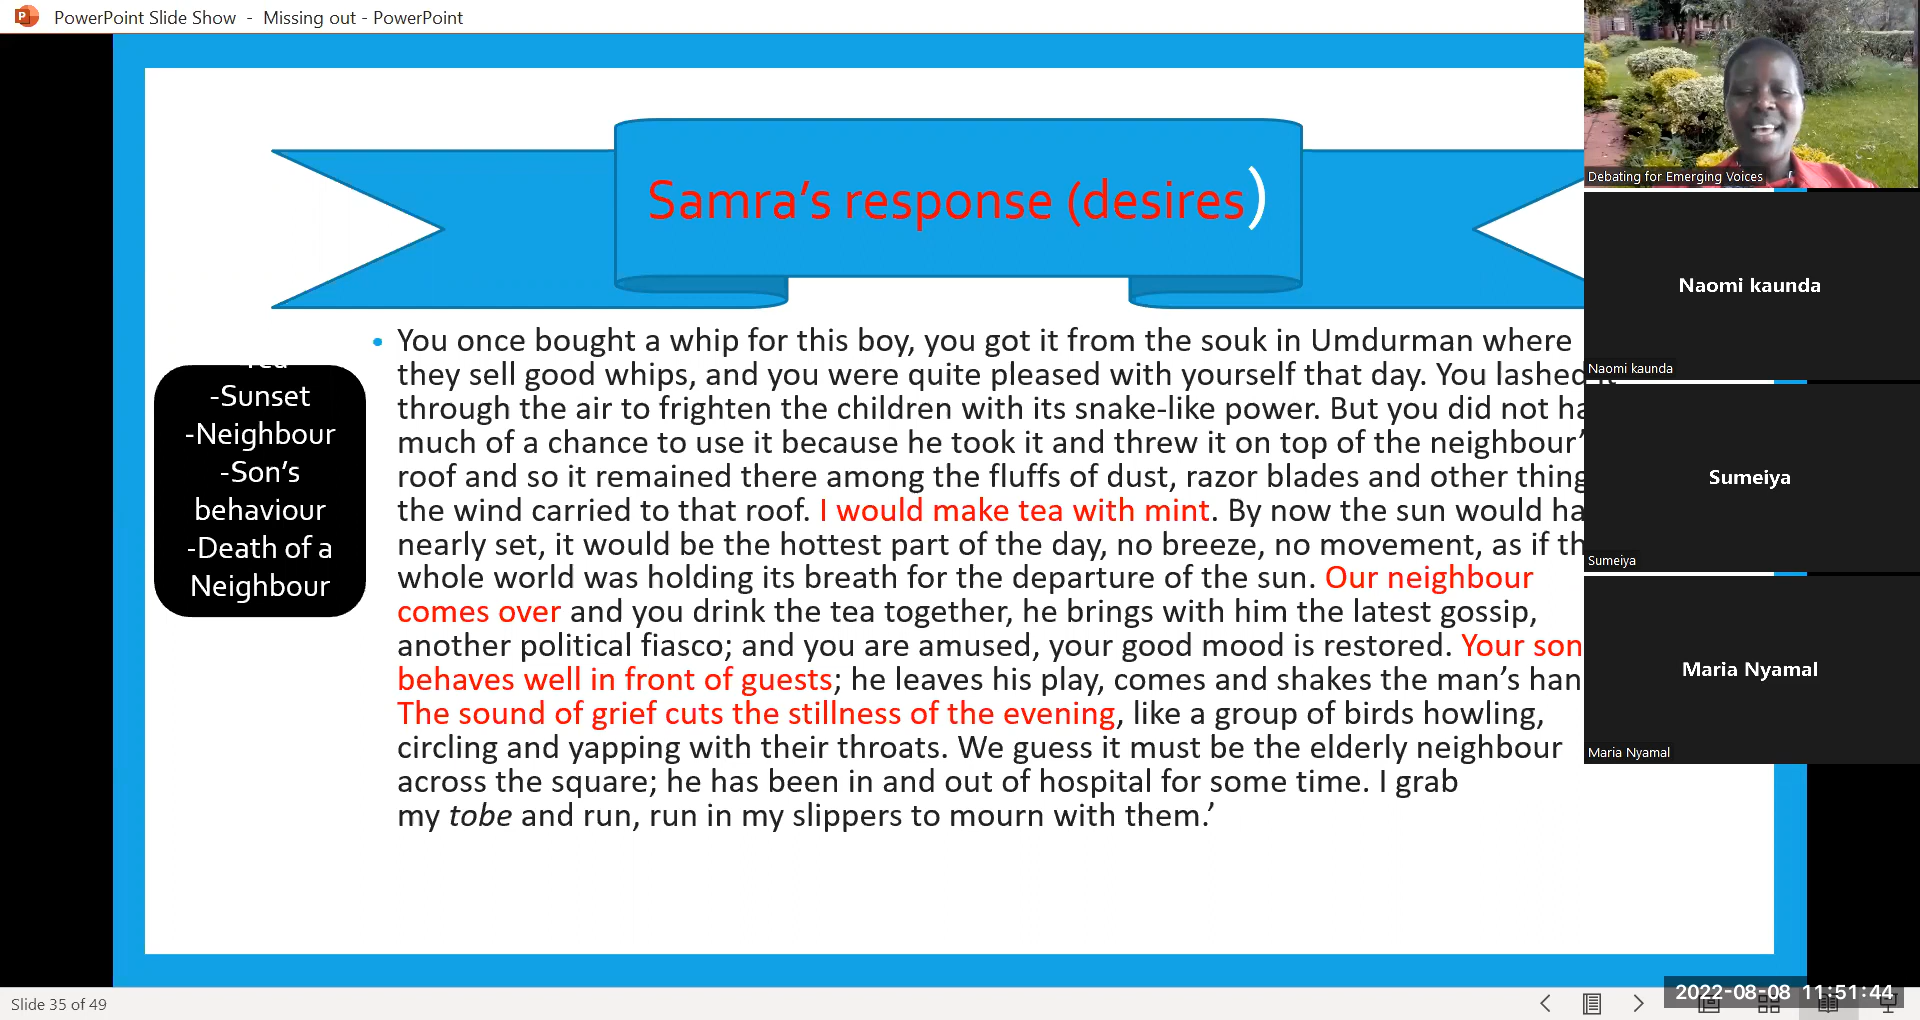 PowerPoint Slide Show - Missing out - PowerPoint
Samra's response (desires)
-Sunset
-Neighbour
-Son's
behaviour
-Death of a
Neighbour
• You once bought a whip for this boy, you got it from the souk in Umdurman where
they sell good whips, and you were quite pleased with yourself that day. You lashed
through the air to frighten the children with its snake-like power. But you did not
much of a chance to use it because he took it and threw it on top of the neighbour'
roof and so it remained there among the fluffs of dust, razor blades and other
the wind carried to that roof. I would make tea with mint. By now the sun would
nearly set, it would be the hottest part of the day, no breeze, no movement, as if
whole world was holding its breath for the departure of the sun. Our neighbour
comes over and you drink the tea together, he brings with him the latest gossip,
another political fiasco; and you are amused, your good mood is restored. Your son
behaves well in front of guests; he leaves his play, comes and shakes the man's
The sound of grief cuts the stillness of the evening, like a group of birds howling,
circling and yapping with their throats. We guess it must be the elderly neighbour
across the square; he has been in and out of hospital for some time. I grab
my tobe and run, run in my slippers to mourn with them.'
Debating for Emerging Voices
Naomi kaunda
Naomi kaunda
Sumeiya
Sumeiya
Maria Nyamal
Maria Nyamal
Slide 35 of 49
2022-08-08 11:51:44